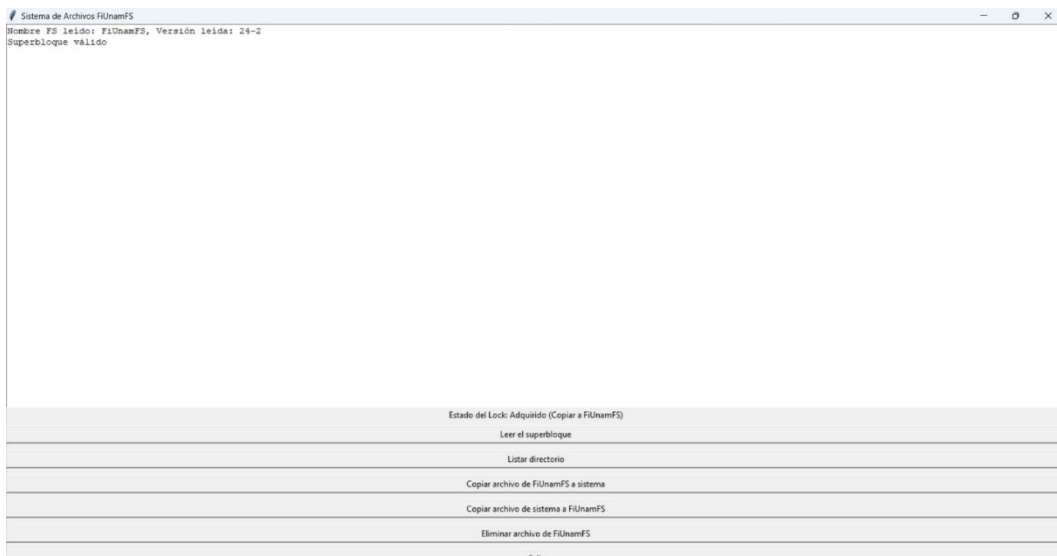 Sistema de Archivos FiUnamFS
Nombre FS leído: FiUnamFS, Versión leída: 24-2
Superbloque válido
Estado del Lock: Adquirido (Copiar a FiUnamFS)
Leer el superbloque
Listar directorio
Copiar archivo de FiUnamFS a sistema
Copiar archivo de sistema a FiUnamFS
Eliminar archivo de FiUnamFS